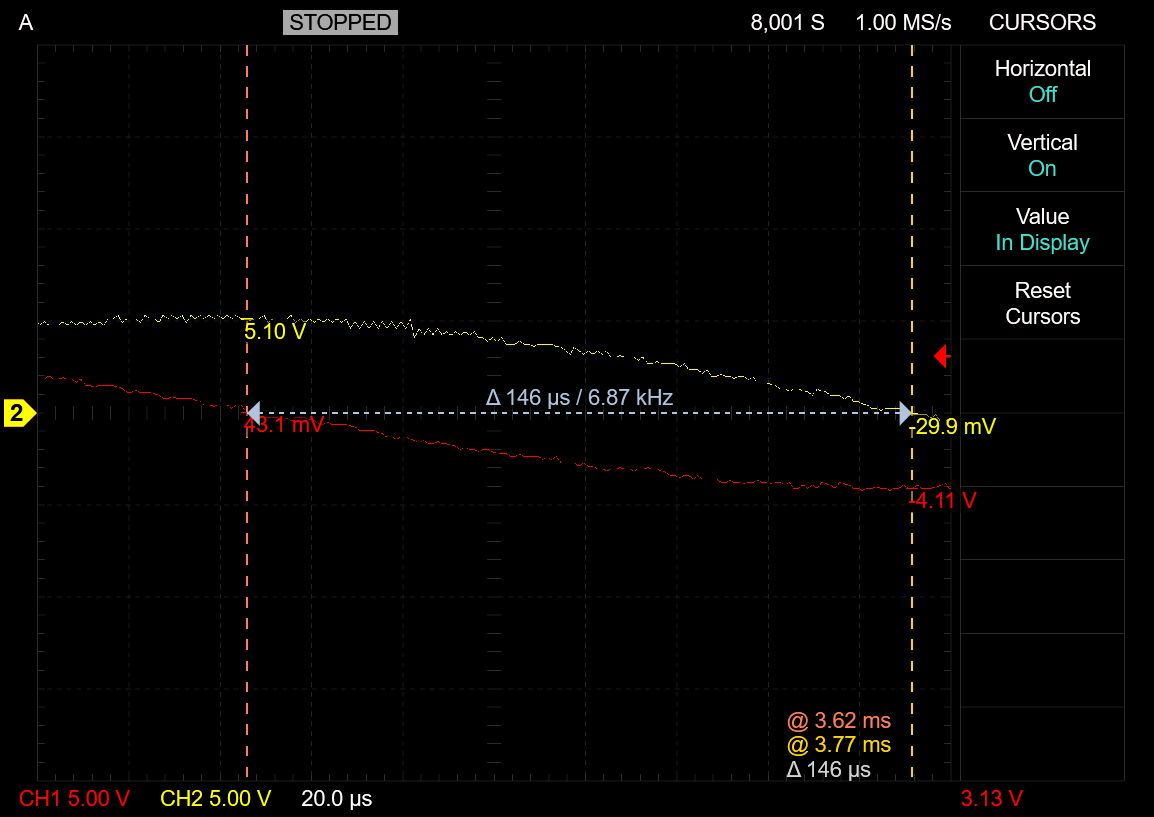 A STOPPED 8,001 S 1.00 MS/s CURSORS
Horizontal
Off
Vertical
On
Value
In Display
Reset
Cursors
5.10 V
Δ 146 µs / 6.87 kHz
2
43.1 mV
-29.9 mV
-4.11 V
@ 3.62 ms
@ 3.77 ms
Δ 146 µs
CH1 5.00 V CH2 5.00 V 20.0 µs 3.13 V